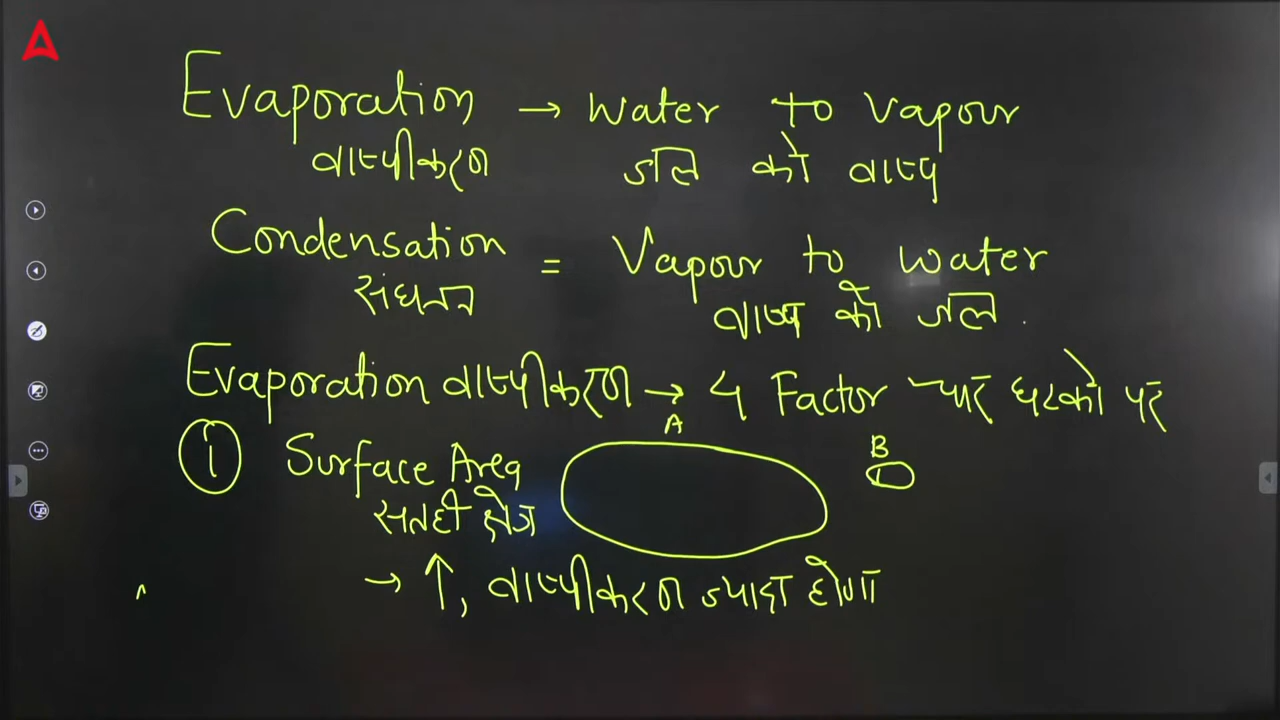 Evaporation → Water to Vapour
वाष्पीकरण जल को वाष्प
Condensation = Vapour to water
संघनन वाष्प को जल
Evaporation वाष्पीकरण → 4 Factor चार घटको पर
A
B
① Surface Area
सतही क्षेत्र
→ ↑, वाष्पीकरण ज्यादा होगा